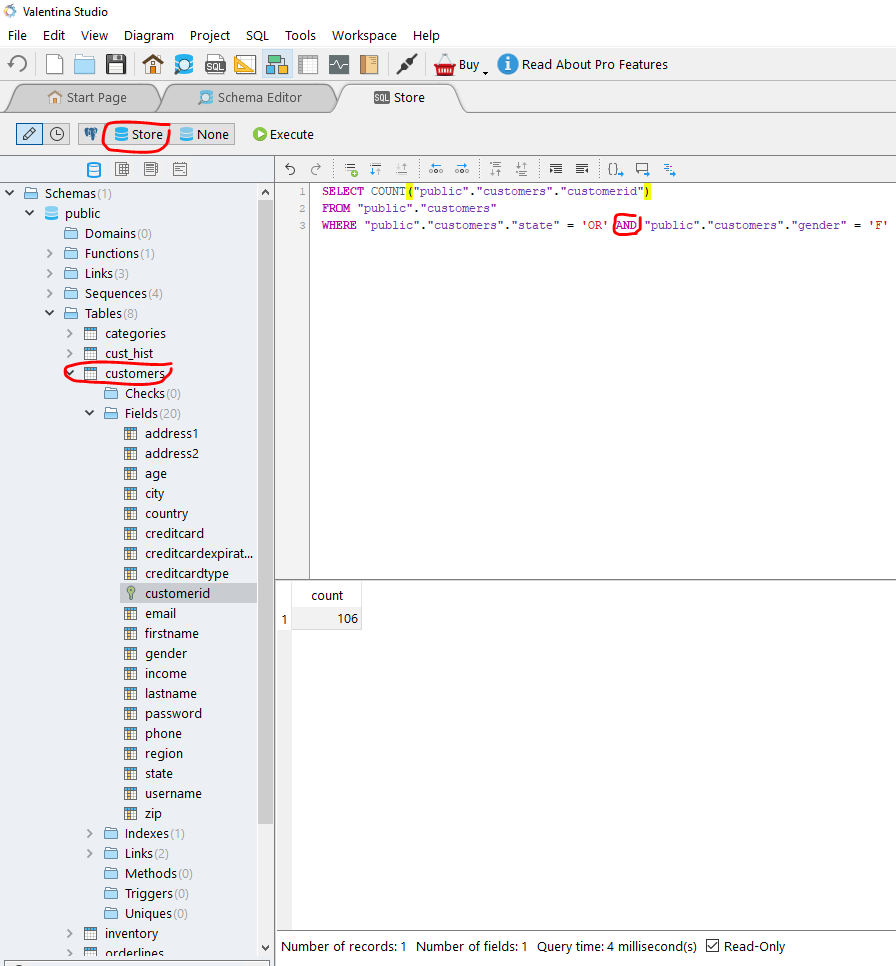 Valentina Studio
File Edit View Diagram Project SQL Tools Workspace Help
SQL Buy Read About Pro Features
Start Page Schema Editor SQL Store
Store None Execute
Schemas(1)
public
Domains(0)
Functions(1)
Links(3)
Sequences(4)
Tables(8)
categories
cust_hist
customers
Checks(0)
Fields(20)
address1
address2
age
city
country
creditcard
creditcardexpirat...
creditcardtype
customerid
email
firstname
gender
income
lastname
password
phone
region
state
username
zip
Indexes(1)
Links(2)
Methods(0)
Triggers(0)
Uniques(0)
inventory
orderlines
1 SELECT COUNT("public"."customers"."customerid")
2 FROM "public"."customers"
3 WHERE "public"."customers"."state" = 'OR' AND "public"."customers"."gender" = 'F'
count
1 106
Number of records: 1 Number of fields: 1 Query time: 4 millisecond(s) Read-Only